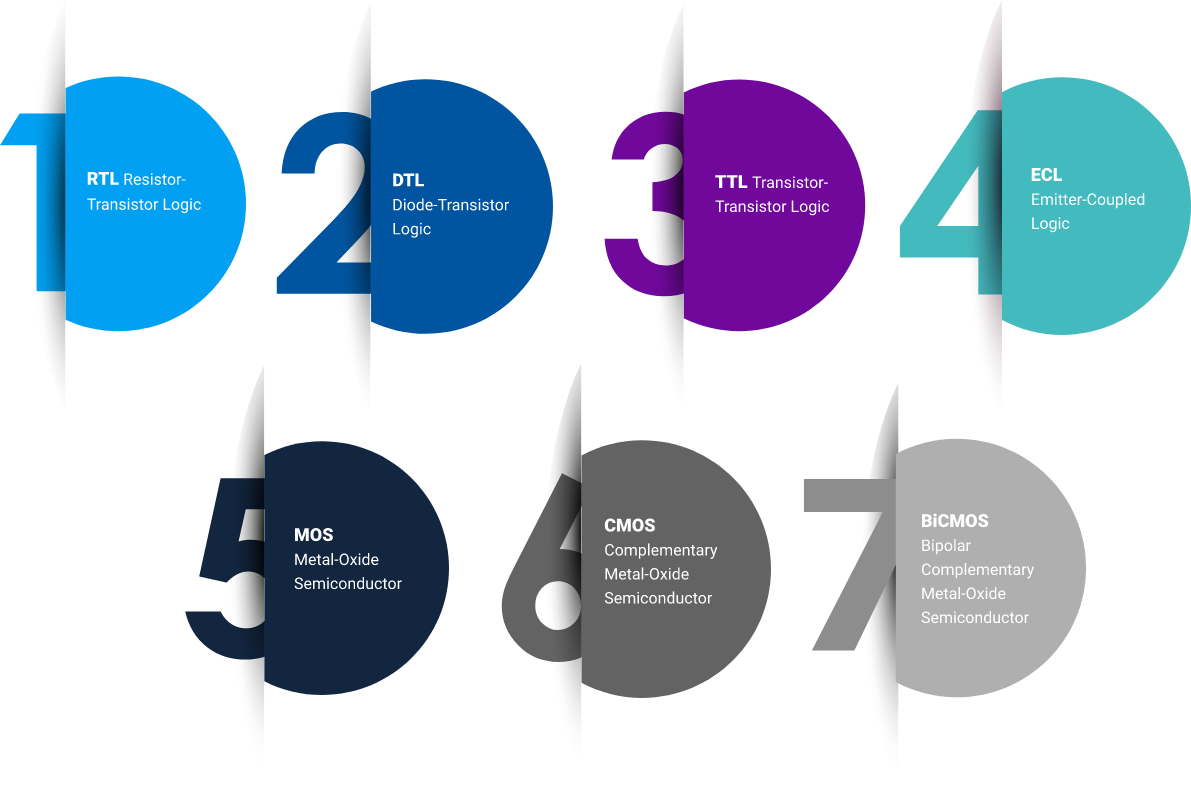 1
RTL Resistor-
Transistor Logic
2
DTL
Diode-Transistor
Logic
3
TTL Transistor-
Transistor Logic
4
ECL
Emitter-Coupled
Logic
5
MOS
Metal-Oxide
Semiconductor
6
CMOS
Complementary
Metal-Oxide
Semiconductor
7
BiCMOS
Bipolar
Complementary
Metal-Oxide
Semiconductor